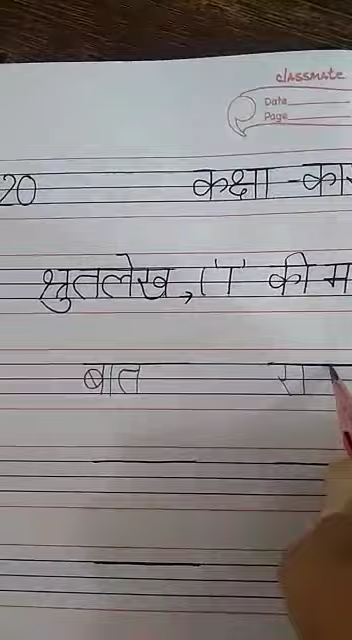 classmate
Date
Page
20 कक्षा - का
श्रुतलेख, 'ा' की म
बात रा